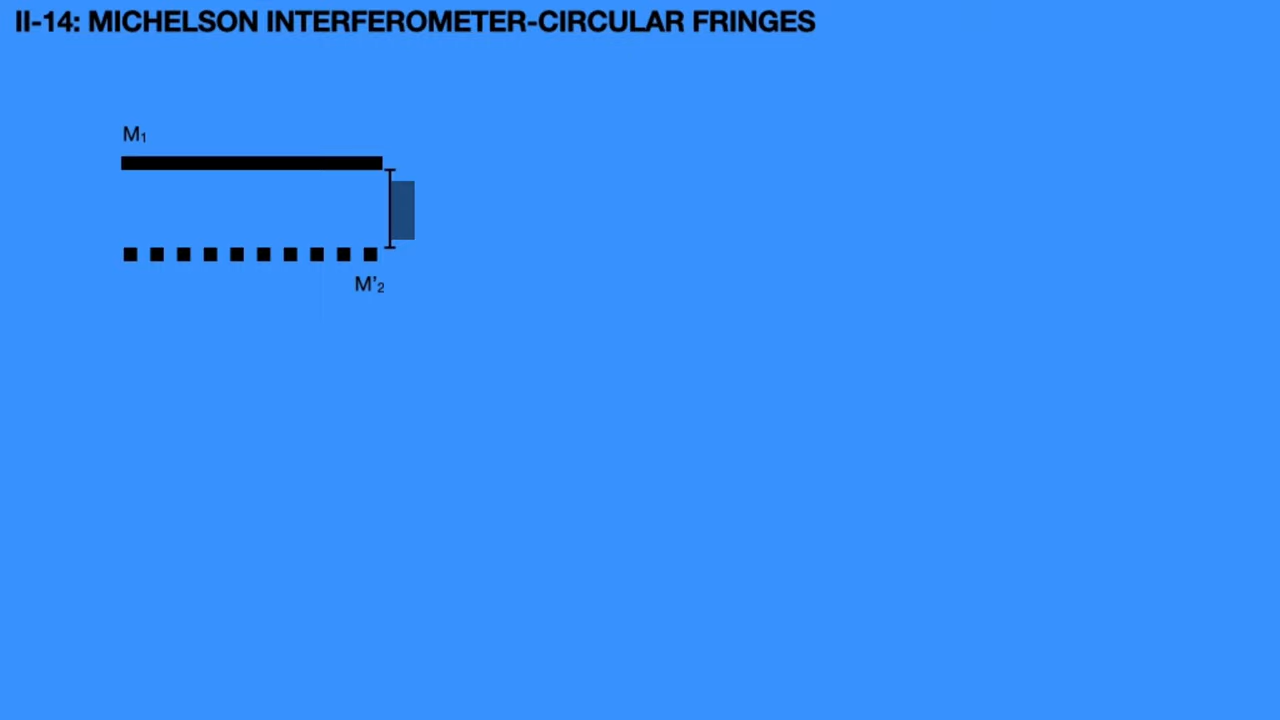 II-14: MICHELSON INTERFEROMETER-CIRCULAR FRINGES
M₁
M’₂